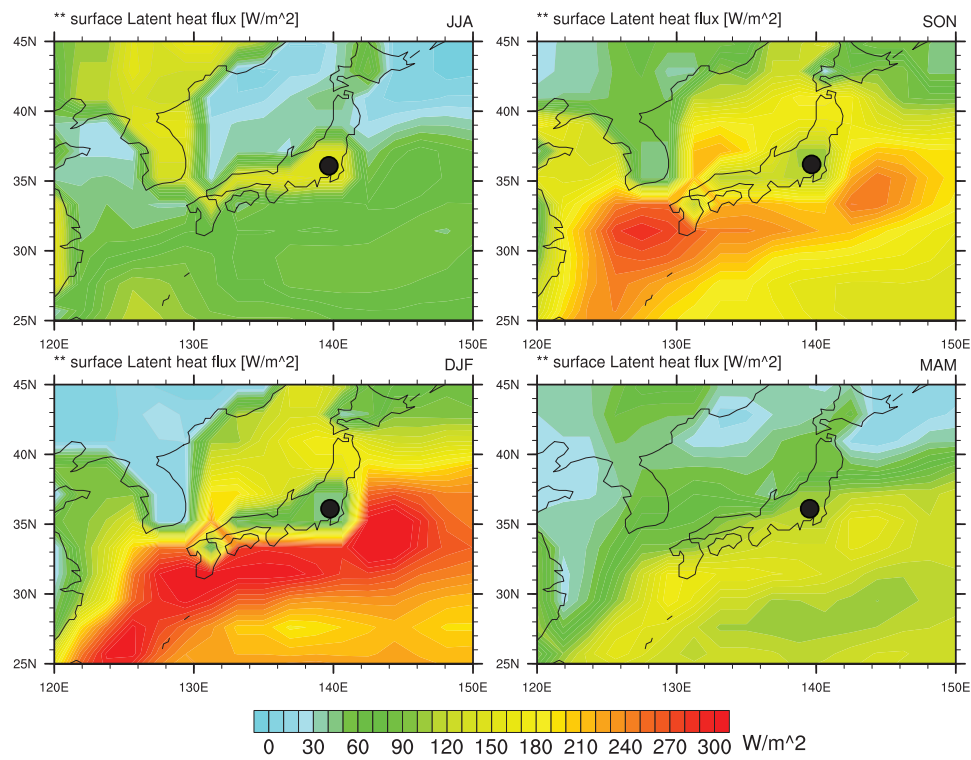 ** surface Latent heat flux [W/m^2] JJA
** surface Latent heat flux [W/m^2] SON
45N
40N
35N
30N
25N
120E 130E 140E 150E
45N
40N
35N
30N
25N
120E 130E 140E 150E
** surface Latent heat flux [W/m^2] DJF
** surface Latent heat flux [W/m^2] MAM
45N
40N
35N
30N
25N
120E 130E 140E 150E
45N
40N
35N
30N
25N
120E 130E 140E 150E
0 30 60 90 120 150 180 210 240 270 300 W/m^2